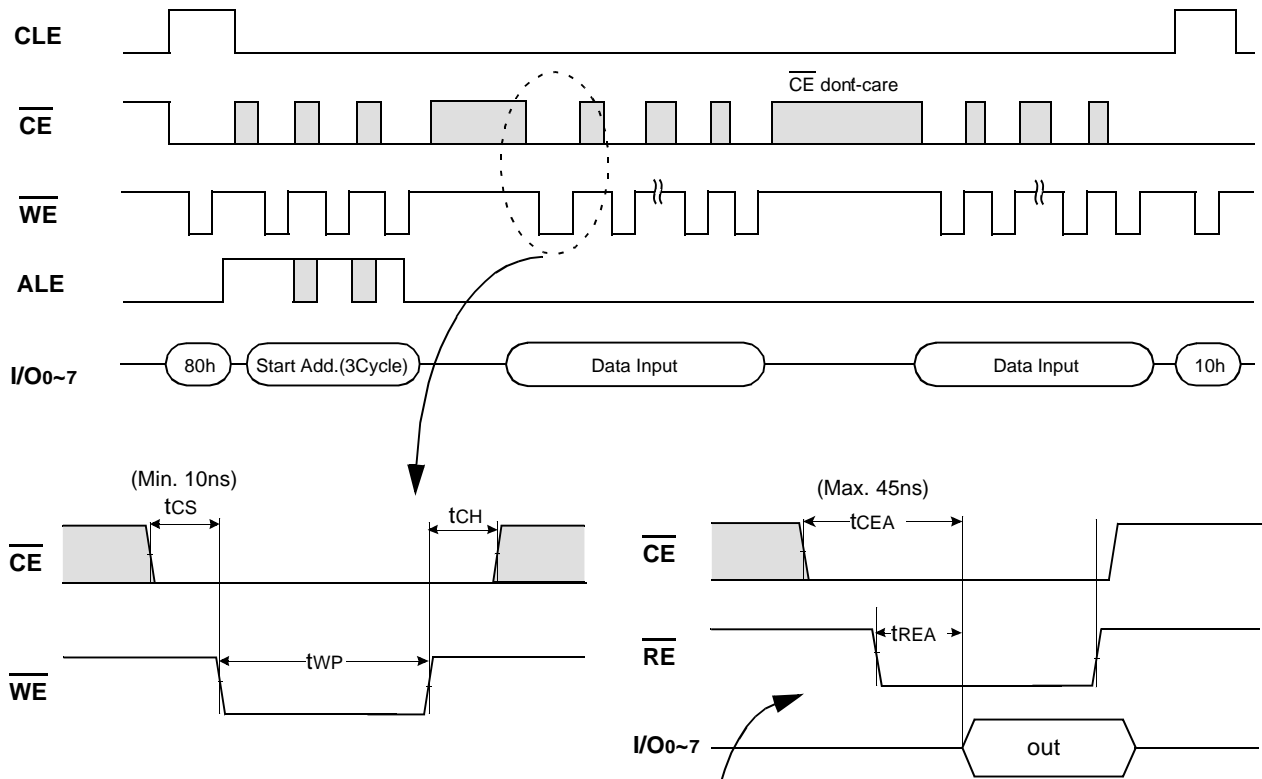 CLE
CE dont-care
CE
WE
ALE
I/O0~7
80h
Start Add.(3Cycle)
Data Input
Data Input
10h
(Min. 10ns)
tCS
tCH
CE
tWP
WE
(Max. 45ns)
tCEA
CE
tREA
RE
I/O0~7
out